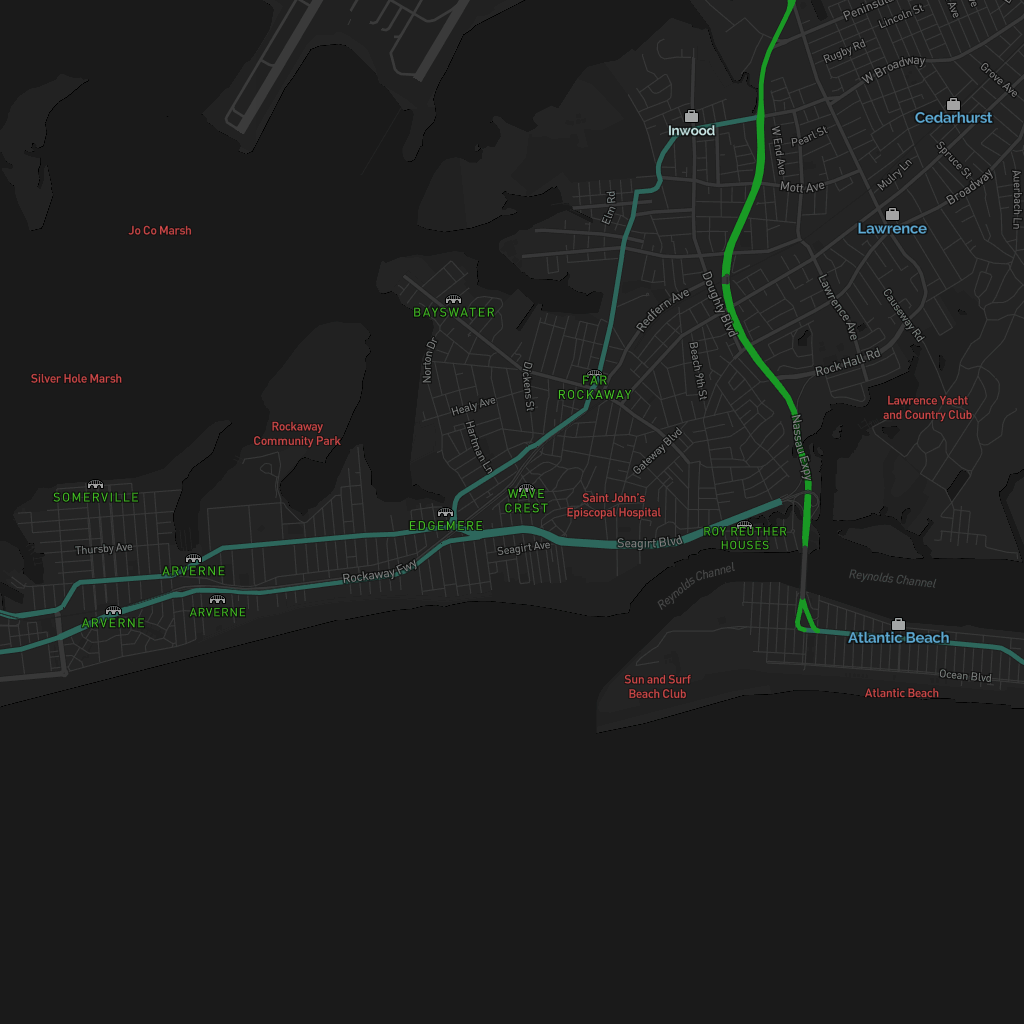 Peninsula
Lincoln St
Ave
Ave
Rugby Rd
W Broadway
Grove Ave
Cedarhurst
Inwood
W End Ave
Pearl St
Spruce St
Mott Ave
Mulry Ln
Broadway
Auerbach Ln
Elm Rd
Lawrence
Jo Co Marsh
BAYSWATER
Redfern Ave
Doughty Blvd
Lawrence Ave
Causeway Rd
Norton Dr
Dickens St
Beach 9th St
Rock Hall Rd
Silver Hole Marsh
FAR
ROCKAWAY
Healy Ave
Lawrence Yacht
and Country Club
Rockaway
Community Park
Hartman Ln
Gateway Blvd
Nassau Expy
SOMERVILLE
WAVE
CREST
Saint John's
Episcopal Hospital
EDGEMERE
ROY REUTHER
HOUSES
Seagirt Blvd
Seagirt Ave
Thursby Ave
ARVERNE
Rockaway Fwy
Reynolds Channel
Reynolds Channel
ARVERNE
ARVERNE
Atlantic Beach
Ocean Blvd
Sun and Surf
Beach Club
Atlantic Beach